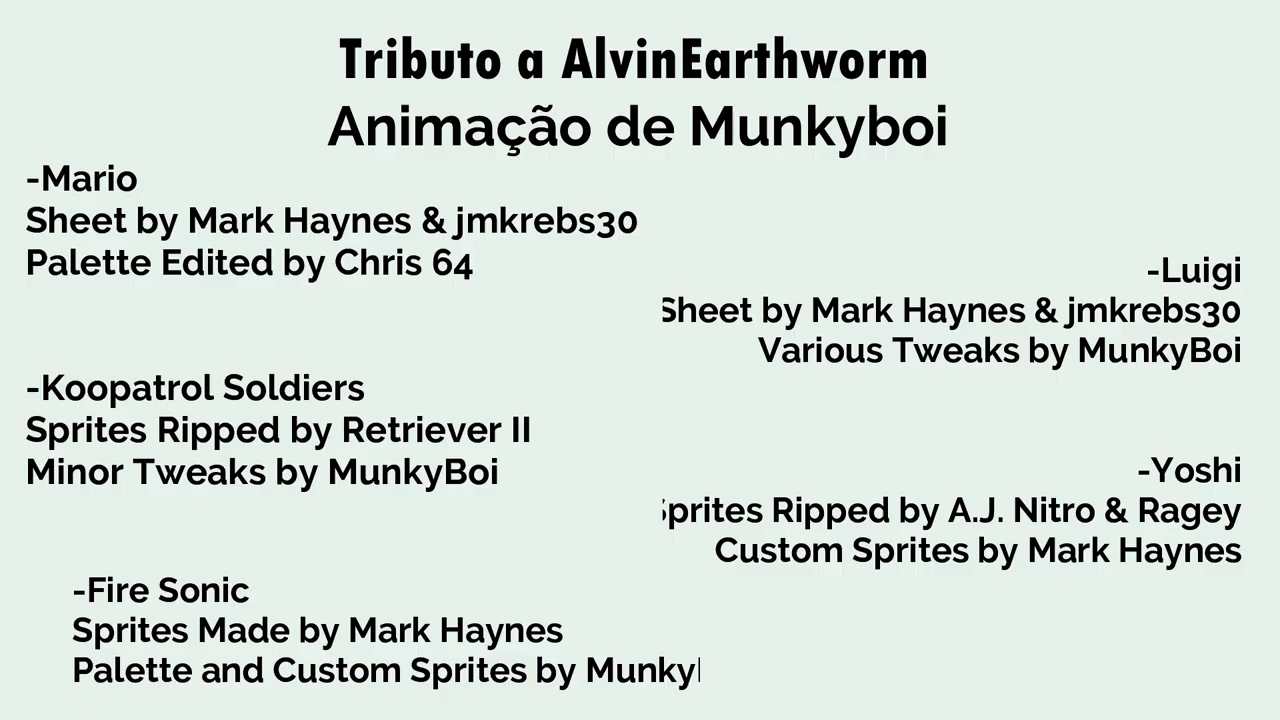 Tributo a AlvinEarthworm
Animação de Munkyboi
-Mario
Sheet by Mark Haynes & jmkrebs30
Palette Edited by Chris 64
-Luigi
Sheet by Mark Haynes & jmkrebs30
Various Tweaks by MunkyBoi
-Koopatrol Soldiers
Sprites Ripped by Retriever II
Minor Tweaks by MunkyBoi
-Yoshi
Sprites Ripped by A.J. Nitro & Ragey
Custom Sprites by Mark Haynes
-Fire Sonic
Sprites Made by Mark Haynes
Palette and Custom Sprites by Munky